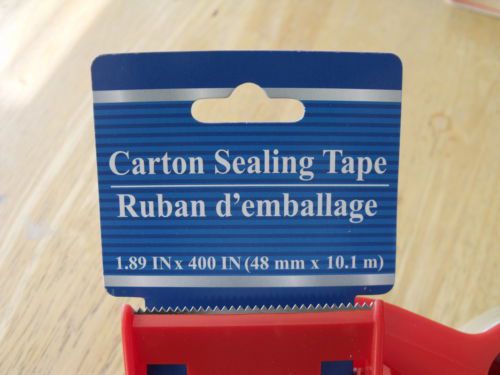 Carton Sealing Tape
Ruban d'emballage
1.89 IN x 400 IN (48 mm x 10.1 m)